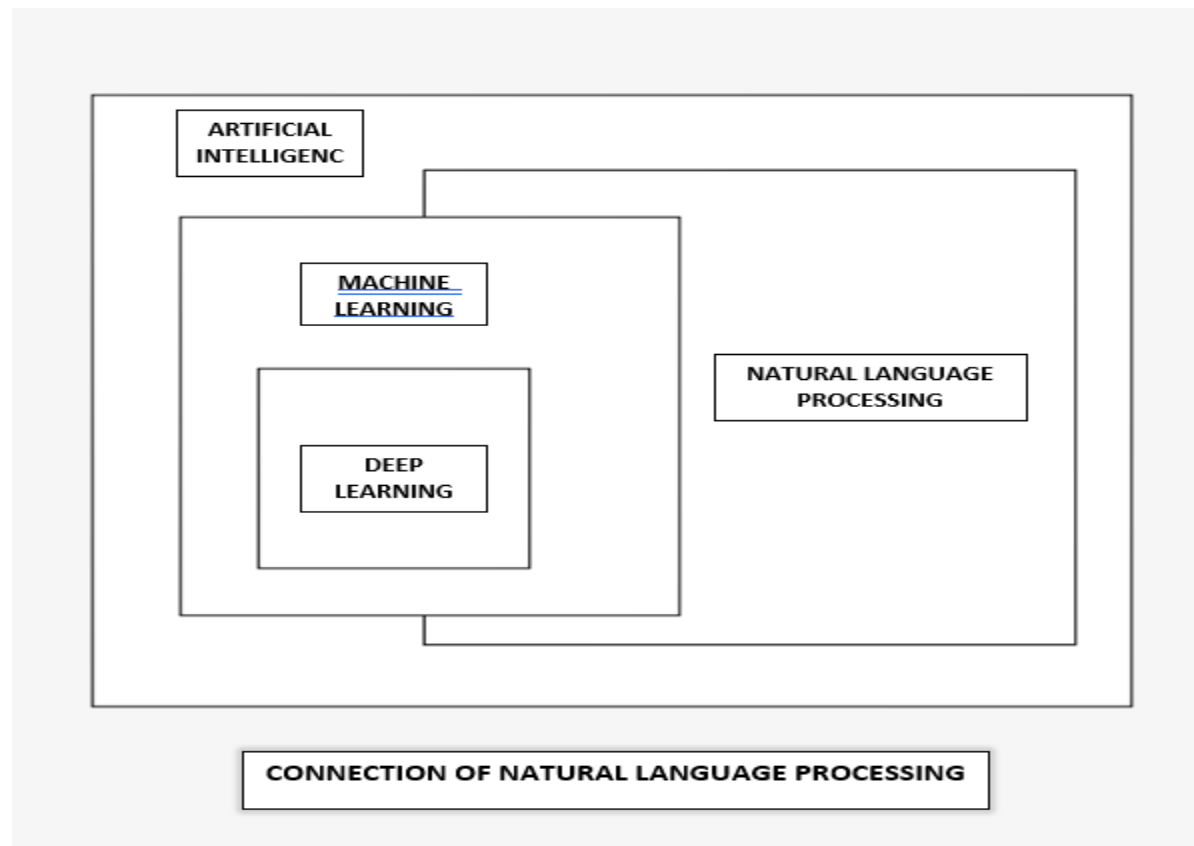 ARTIFICIAL
INTELLIGENC
MACHINE
LEARNING
NATURAL LANGUAGE
PROCESSING
DEEP
LEARNING
CONNECTION OF NATURAL LANGUAGE PROCESSING